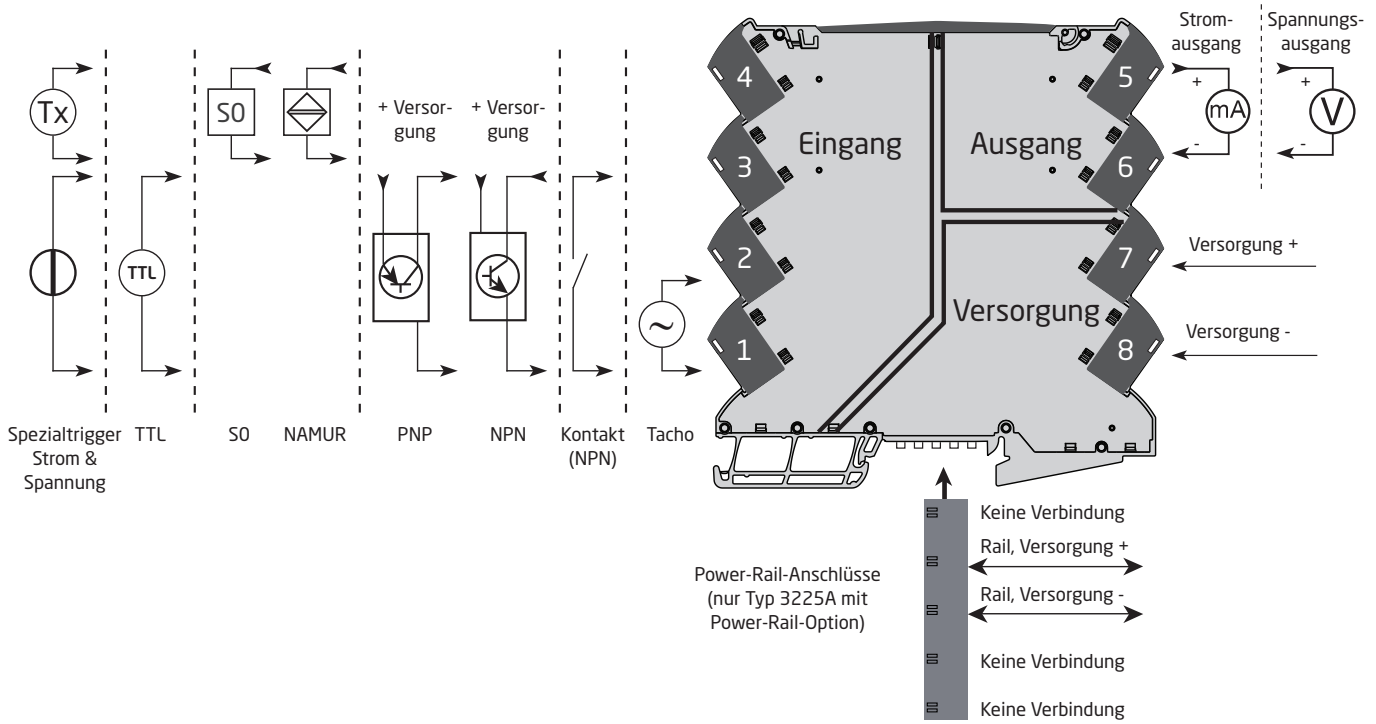 Strom-
ausgang
Spannungs-
ausgang
4
5
+
+
Tx
S0
+ Versor-
gung
+ Versor-
gung
mA
V
Eingang
Ausgang
-
-
3
6
TTL
2
7
Versorgung +
~
Versorgung
1
8
Versorgung -
Spezialtrigger
Strom &
Spannung
TTL
S0
NAMUR
PNP
NPN
Kontakt
(NPN)
Tacho
Keine Verbindung
Rail, Versorgung +
Power-Rail-Anschlüsse
(nur Typ 3225A mit
Power-Rail-Option)
Rail, Versorgung -
Keine Verbindung
Keine Verbindung